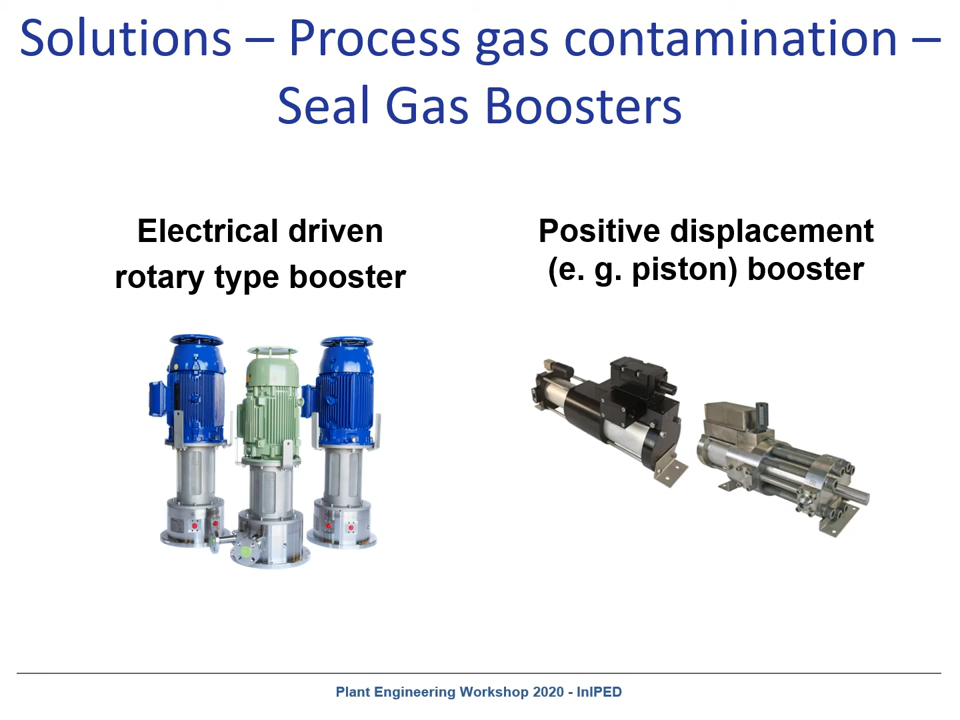 Solutions – Process gas contamination –
Seal Gas Boosters
Electrical driven
rotary type booster
Positive displacement
(e. g. piston) booster
Plant Engineering Workshop 2020 - InIPED